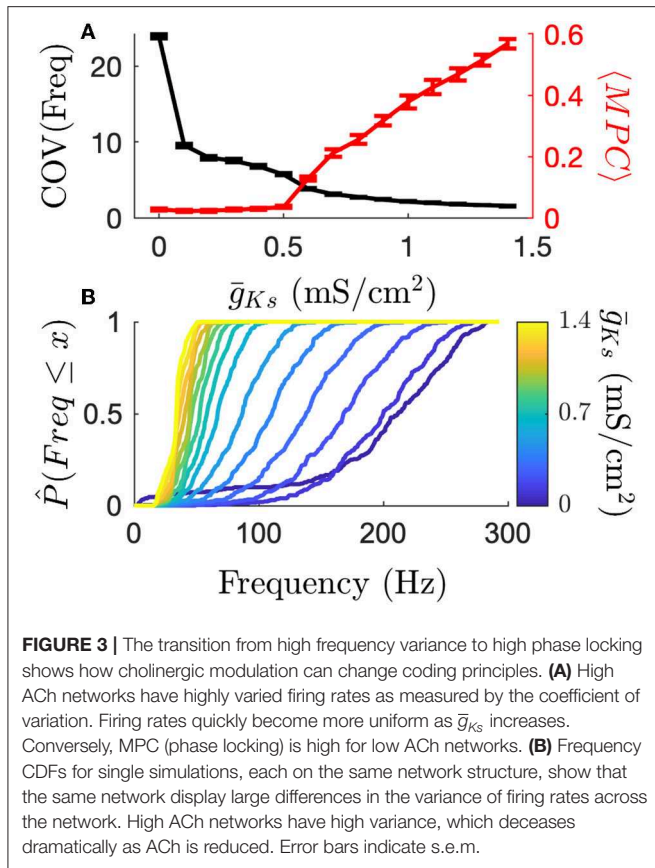 A
20
10
0
COV(Freq)
0.6
0.4
0.2
0
⟨MPC⟩
0 0.5 1 1.5
ḡ_Ks (mS/cm²)
B
1
0.5
0
P̂(Freq ≤ x)
0 100 200 300
Frequency (Hz)
1.4
0.7
0
ḡ_Ks (mS/cm²)
FIGURE 3 | The transition from high frequency variance to high phase locking
shows how cholinergic modulation can change coding principles. (A) High
ACh networks have highly varied firing rates as measured by the coefficient of
variation. Firing rates quickly become more uniform as ḡ_Ks increases.
Conversely, MPC (phase locking) is high for low ACh networks. (B) Frequency
CDFs for single simulations, each on the same network structure, show that
the same network display large differences in the variance of firing rates across
the network. High ACh networks have high variance, which deceases
dramatically as ACh is reduced. Error bars indicate s.e.m.